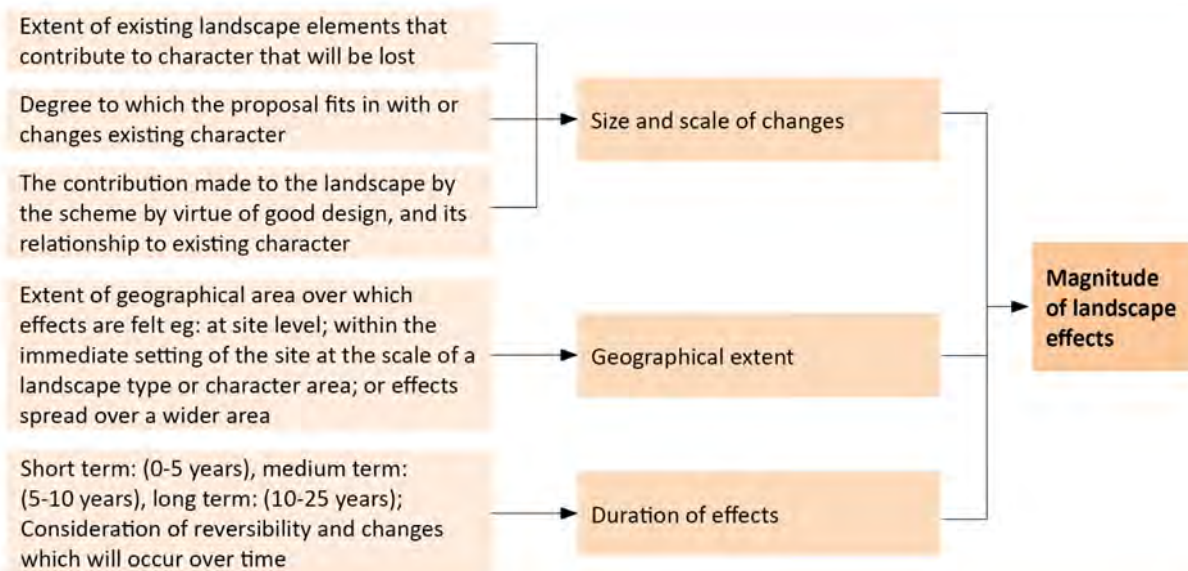 Extent of existing landscape elements that
contribute to character that will be lost
Degree to which the proposal fits in with or
changes existing character
The contribution made to the landscape by
the scheme by virtue of good design, and its
relationship to existing character
Size and scale of changes
Extent of geographical area over which
effects are felt eg: at site level; within the
immediate setting of the site at the scale of a
landscape type or character area; or effects
spread over a wider area
Geographical extent
Short term: (0-5 years), medium term:
(5-10 years), long term: (10-25 years);
Consideration of reversibility and changes
which will occur over time
Duration of effects
Magnitude
of landscape
effects